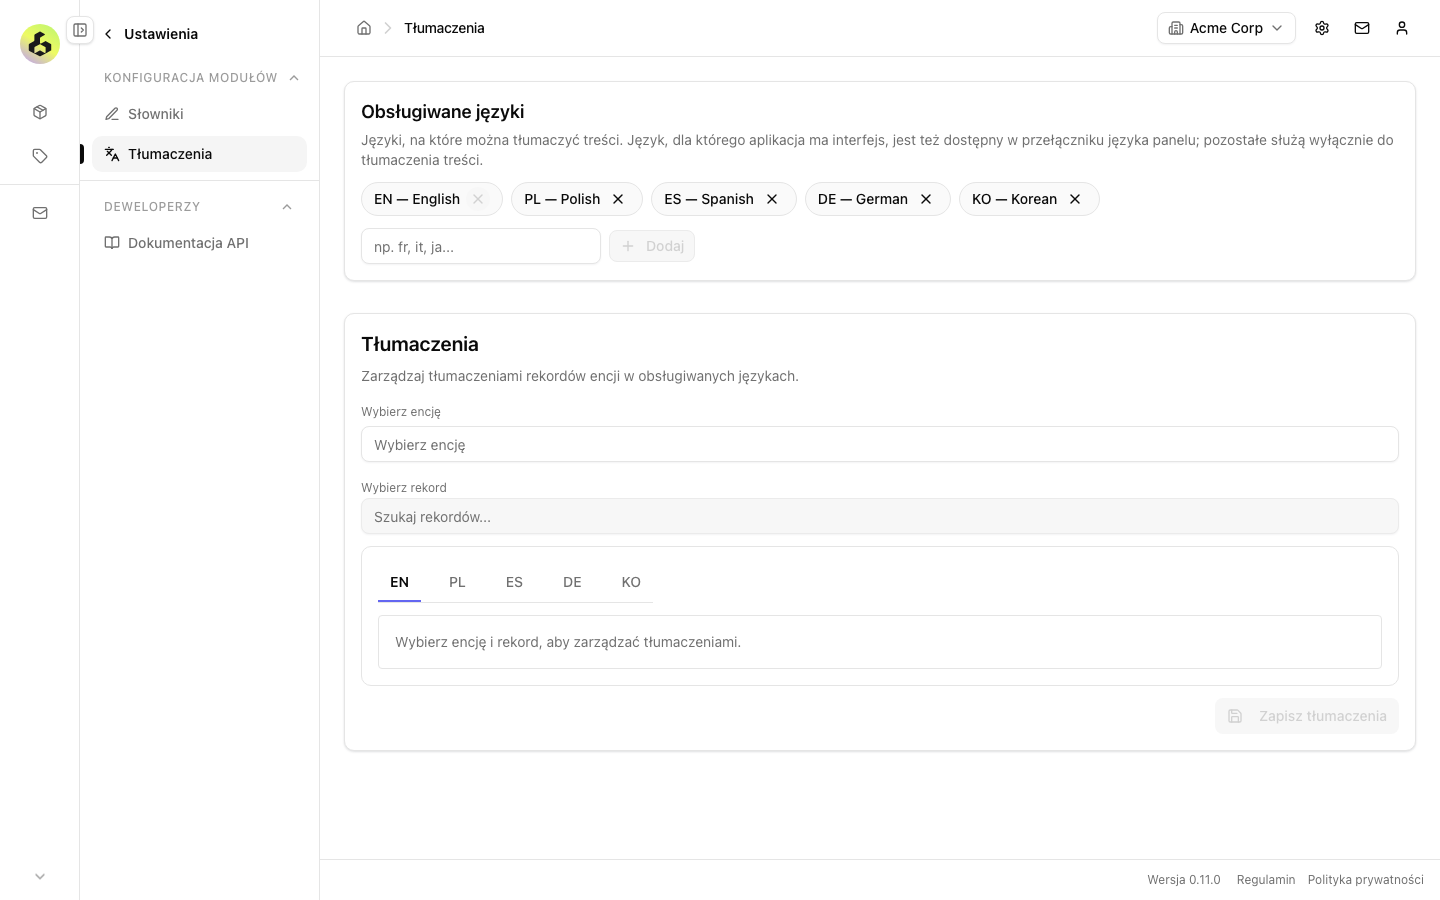 Ustawienia
KONFIGURACJA MODUŁÓW
Słowniki
Tłumaczenia
DEWELOPERZY
Dokumentacja API
Tłumaczenia
Acme Corp
Obsługiwane języki
Języki, na które można tłumaczyć treści. Język, dla którego aplikacja ma interfejs, jest też dostępny w przełączniku języka panelu; pozostałe służą wyłącznie do
tłumaczenia treści.
EN — English
PL — Polish
ES — Spanish
DE — German
KO — Korean
np. fr, it, ja...
Dodaj
Tłumaczenia
Zarządzaj tłumaczeniami rekordów encji w obsługiwanych językach.
Wybierz encję
Wybierz encję
Wybierz rekord
Szukaj rekordów...
EN
PL
ES
DE
KO
Wybierz encję i rekord, aby zarządzać tłumaczeniami.
Zapisz tłumaczenia
Wersja 0.11.0
Regulamin
Polityka prywatności